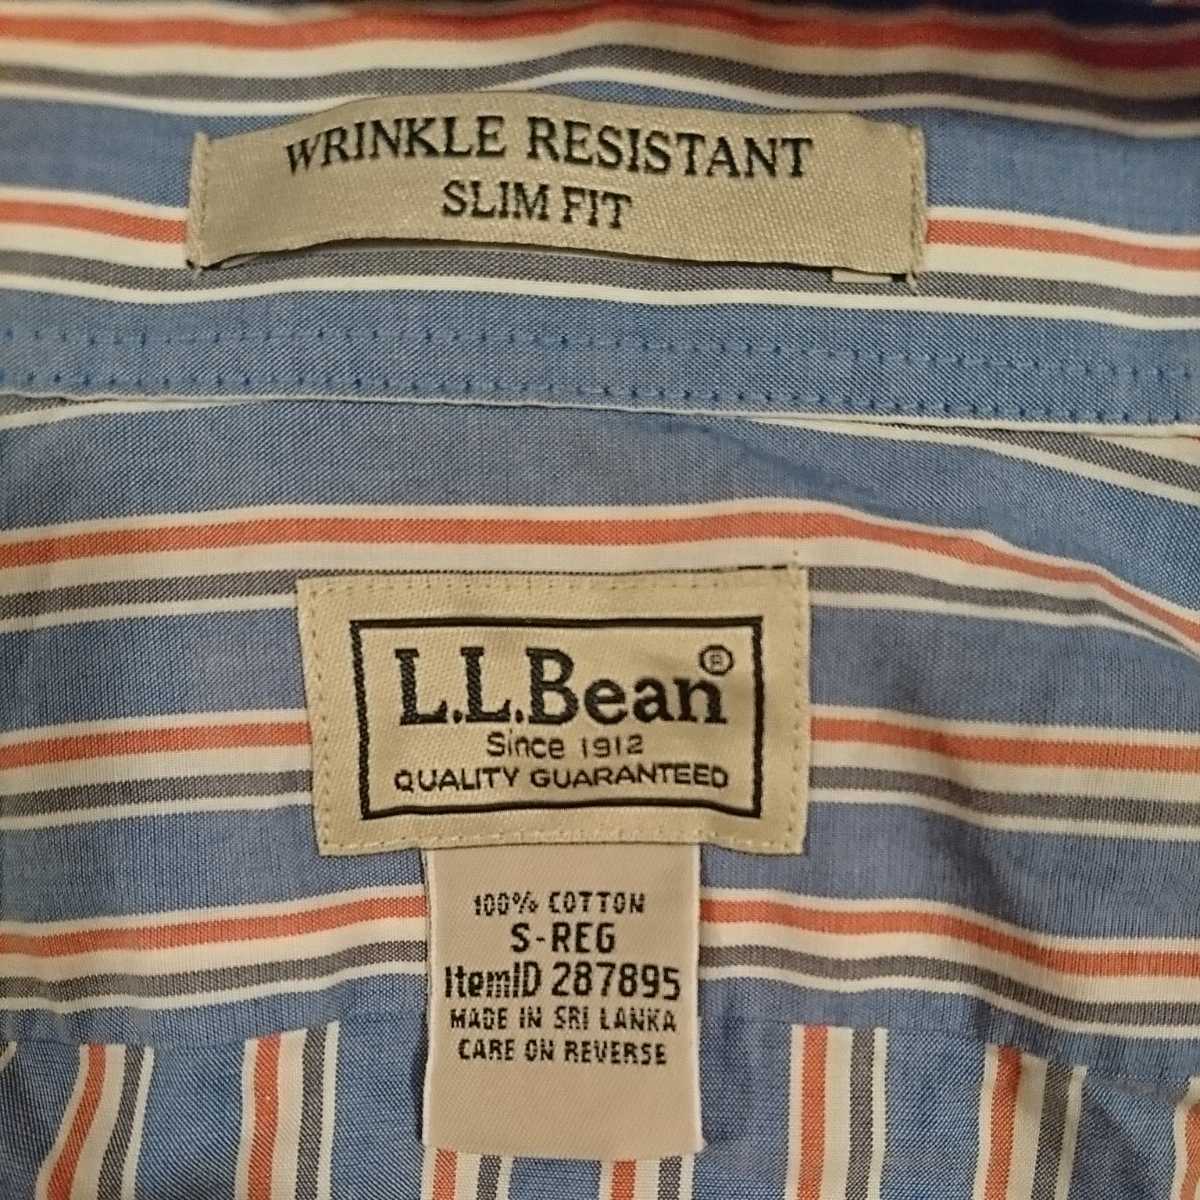 WRINKLE RESISTANT
SLIM FIT
L.L.Bean®
Since 1912
QUALITY GUARANTEED
100% COTTON
S-REG
ItemID 287895
MADE IN SRI LANKA
CARE ON REVERSE